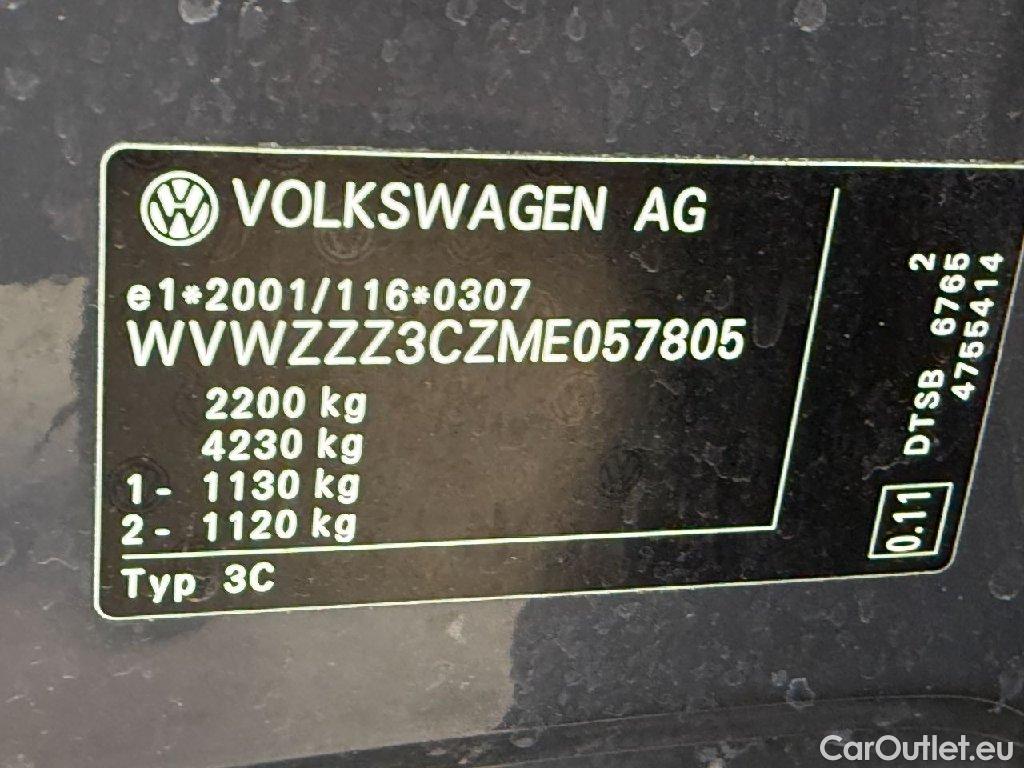 VOLKSWAGEN AG
e1*2001/116*0307
WVWZZZ3CZME057805
2200 kg
4230 kg
1- 1130 kg
2- 1120 kg
Typ 3C
0.11
DTSB 6765 2
4755414
CarOutlet.eu